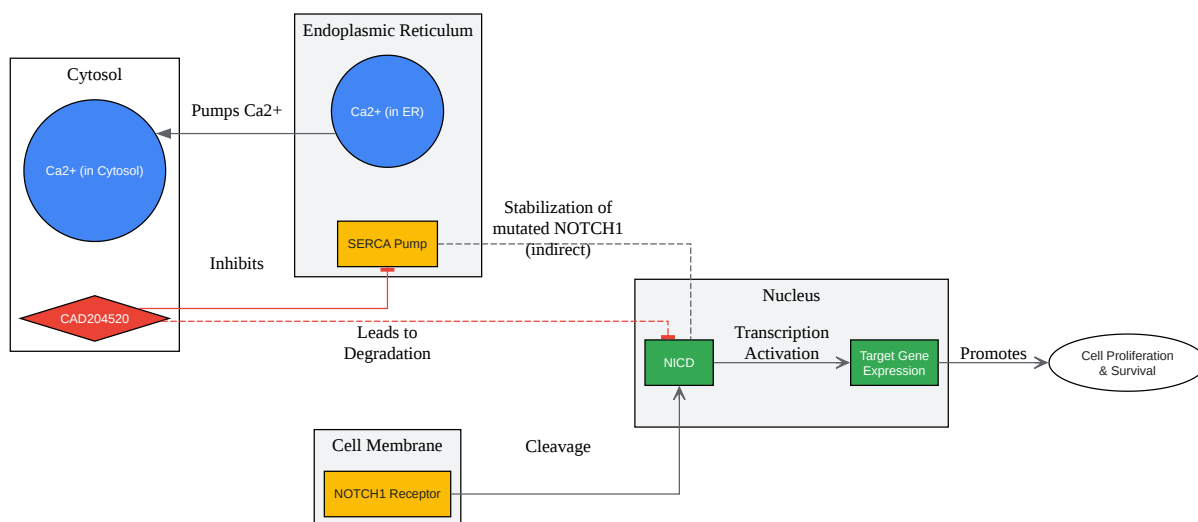 Endoplasmic Reticulum
Cytosol
Ca2+ (in ER)
Pumps Ca2+
Ca2+ (in Cytosol)
Stabilization of
mutated NOTCH1
(indirect)
SERCA Pump
Inhibits
Nucleus
CAD204520
Leads to
Degradation
Transcription
Activation
NICD
Target Gene
Expression
Promotes
Cell Proliferation
& Survival
Cell Membrane
Cleavage
NOTCH1 Receptor